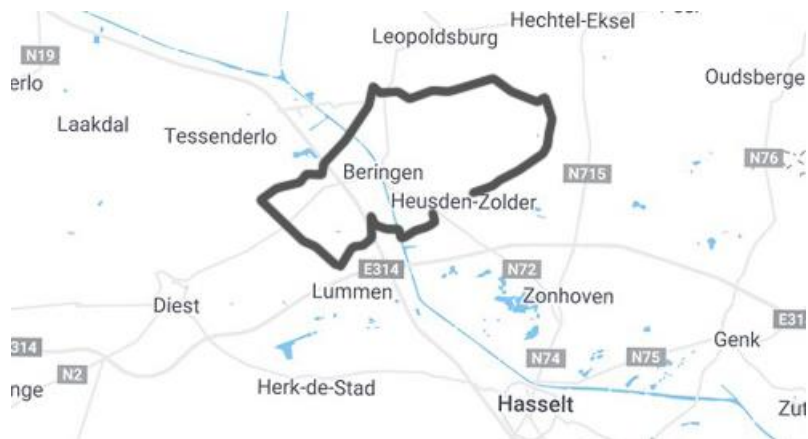 Hechtel-Eksel
Leopoldsburg
N19
erlo
Oudsberge
Laakdal
Tessenderlo
N76
Beringen
N715
Heusden-Zolder
E314
N72
Lummen
Zonhoven
Diest
E31
314
Genk
N74
N75
N2
nge
Herk-de-Stad
Hasselt
Zut